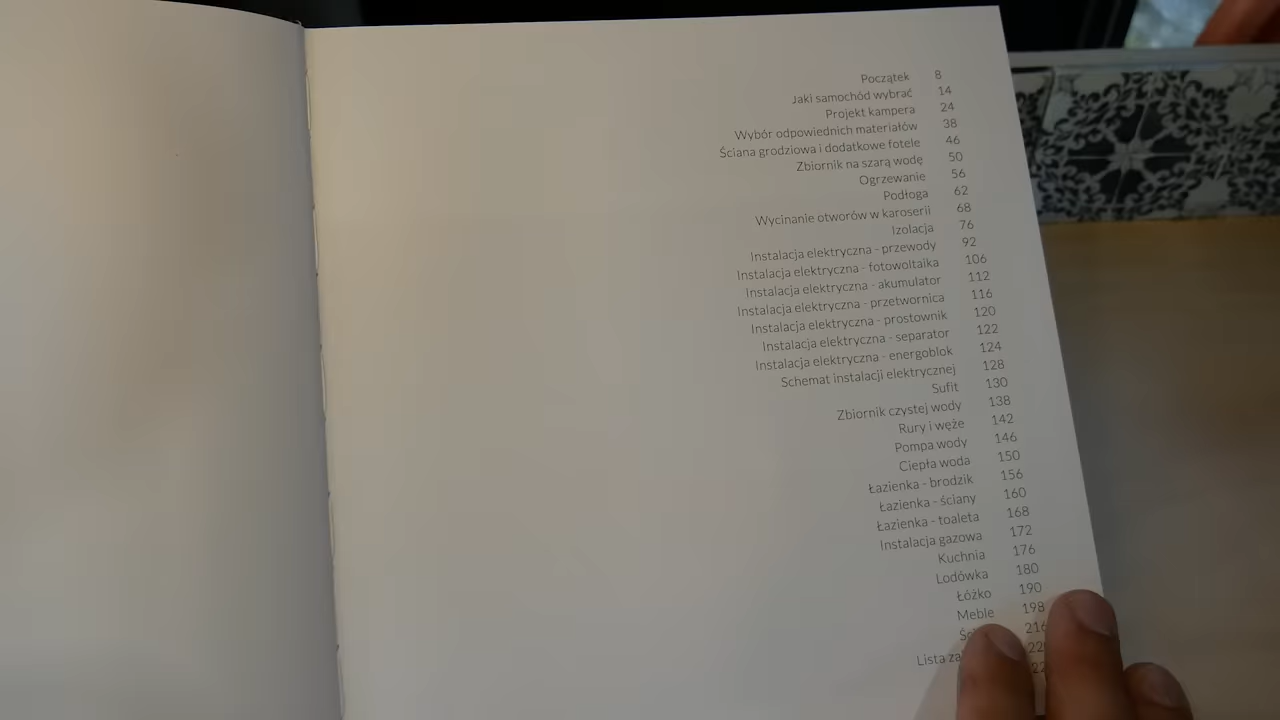 Początek 8
Jaki samochód wybrać 14
Projekt kampera 24
Wybór odpowiednich materiałów 38
Ściana grodziowa i dodatkowe fotele 46
Zbiornik na szarą wodę 50
Ogrzewanie 56
Podłoga 62
Wycinanie otworów w karoserii 68
Izolacja 76
Instalacja elektryczna - przewody 92
Instalacja elektryczna - fotowoltaika 106
Instalacja elektryczna - akumulator 112
Instalacja elektryczna - przetwornica 116
Instalacja elektryczna - prostownik 120
Instalacja elektryczna - separator 122
Instalacja elektryczna - energoblok 124
Schemat instalacji elektrycznej 128
Sufit 130
Zbiornik czystej wody 138
Rury i węże 142
Pompa wody 146
Ciepła woda 150
Łazienka - brodzik 156
Łazienka - ściany 160
Łazienka - toaleta 168
Instalacja gazowa 172
Kuchnia 176
Lodówka 180
Łóżko 190
Meble 198
216
Lista